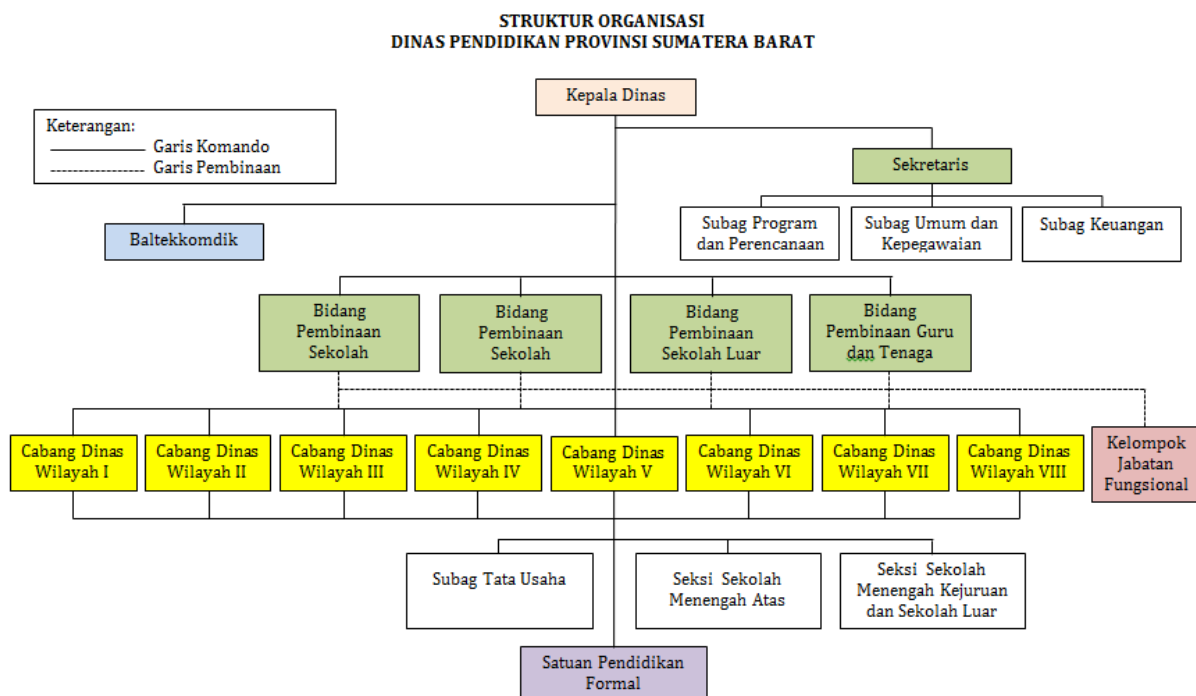 STRUKTUR ORGANISASI
DINAS PENDIDIKAN PROVINSI SUMATERA BARAT
Kepala Dinas
Keterangan:
Garis Komando
Garis Pembinaan
Sekretaris
Subag Program
dan Perencanaan
Subag Umum dan
Kepegawaian
Subag Keuangan
Baltekkomdik
Bidang
Pembinaan
Sekolah
Bidang
Pembinaan
Sekolah
Bidang
Pembinaan
Sekolah Luar
Bidang
Pembinaan Guru
dan Tenaga
Cabang Dinas
Wilayah I
Cabang Dinas
Wilayah II
Cabang Dinas
Wilayah III
Cabang Dinas
Wilayah IV
Cabang Dinas
Wilayah V
Cabang Dinas
Wilayah VI
Cabang Dinas
Wilayah VII
Cabang Dinas
Wilayah VIII
Kelompok
Jabatan
Fungsional
Subag Tata Usaha
Seksi Sekolah
Menengah Atas
Seksi Sekolah
Menengah Kejuruan
dan Sekolah Luar
Satuan Pendidikan
Formal